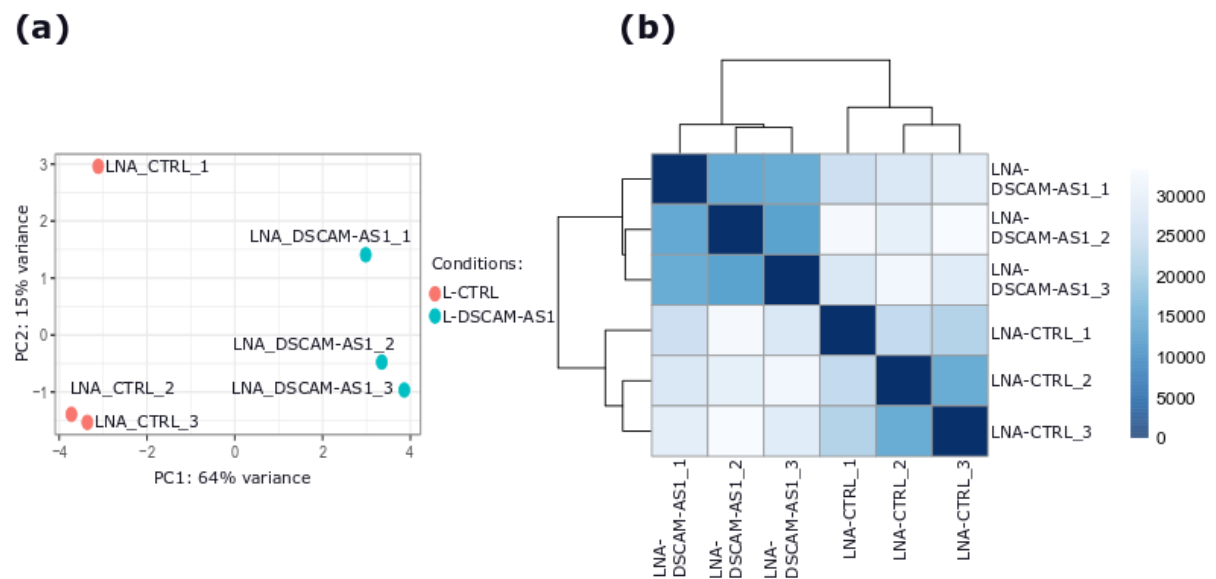 (a)
(b)
3
2
1
0
−1
−4
−2
0
2
4
PC2: 15% variance
PC1: 64% variance
LNA_CTRL_1
LNA_DSCAM-AS1_1
LNA_DSCAM-AS1_2
LNA_CTRL_2
LNA_DSCAM-AS1_3
LNA_CTRL_3
Conditions:
L-CTRL
L-DSCAM-AS1
LNA-
DSCAM-AS1_1
LNA-
DSCAM-AS1_2
LNA-
DSCAM-AS1_3
LNA-CTRL_1
LNA-CTRL_2
LNA-CTRL_3
LNA-
DSCAM-AS1_1
LNA-
DSCAM-AS1_2
LNA-
DSCAM-AS1_3
LNA-CTRL_1
LNA-CTRL_2
LNA-CTRL_3
30000
25000
20000
15000
10000
5000
0